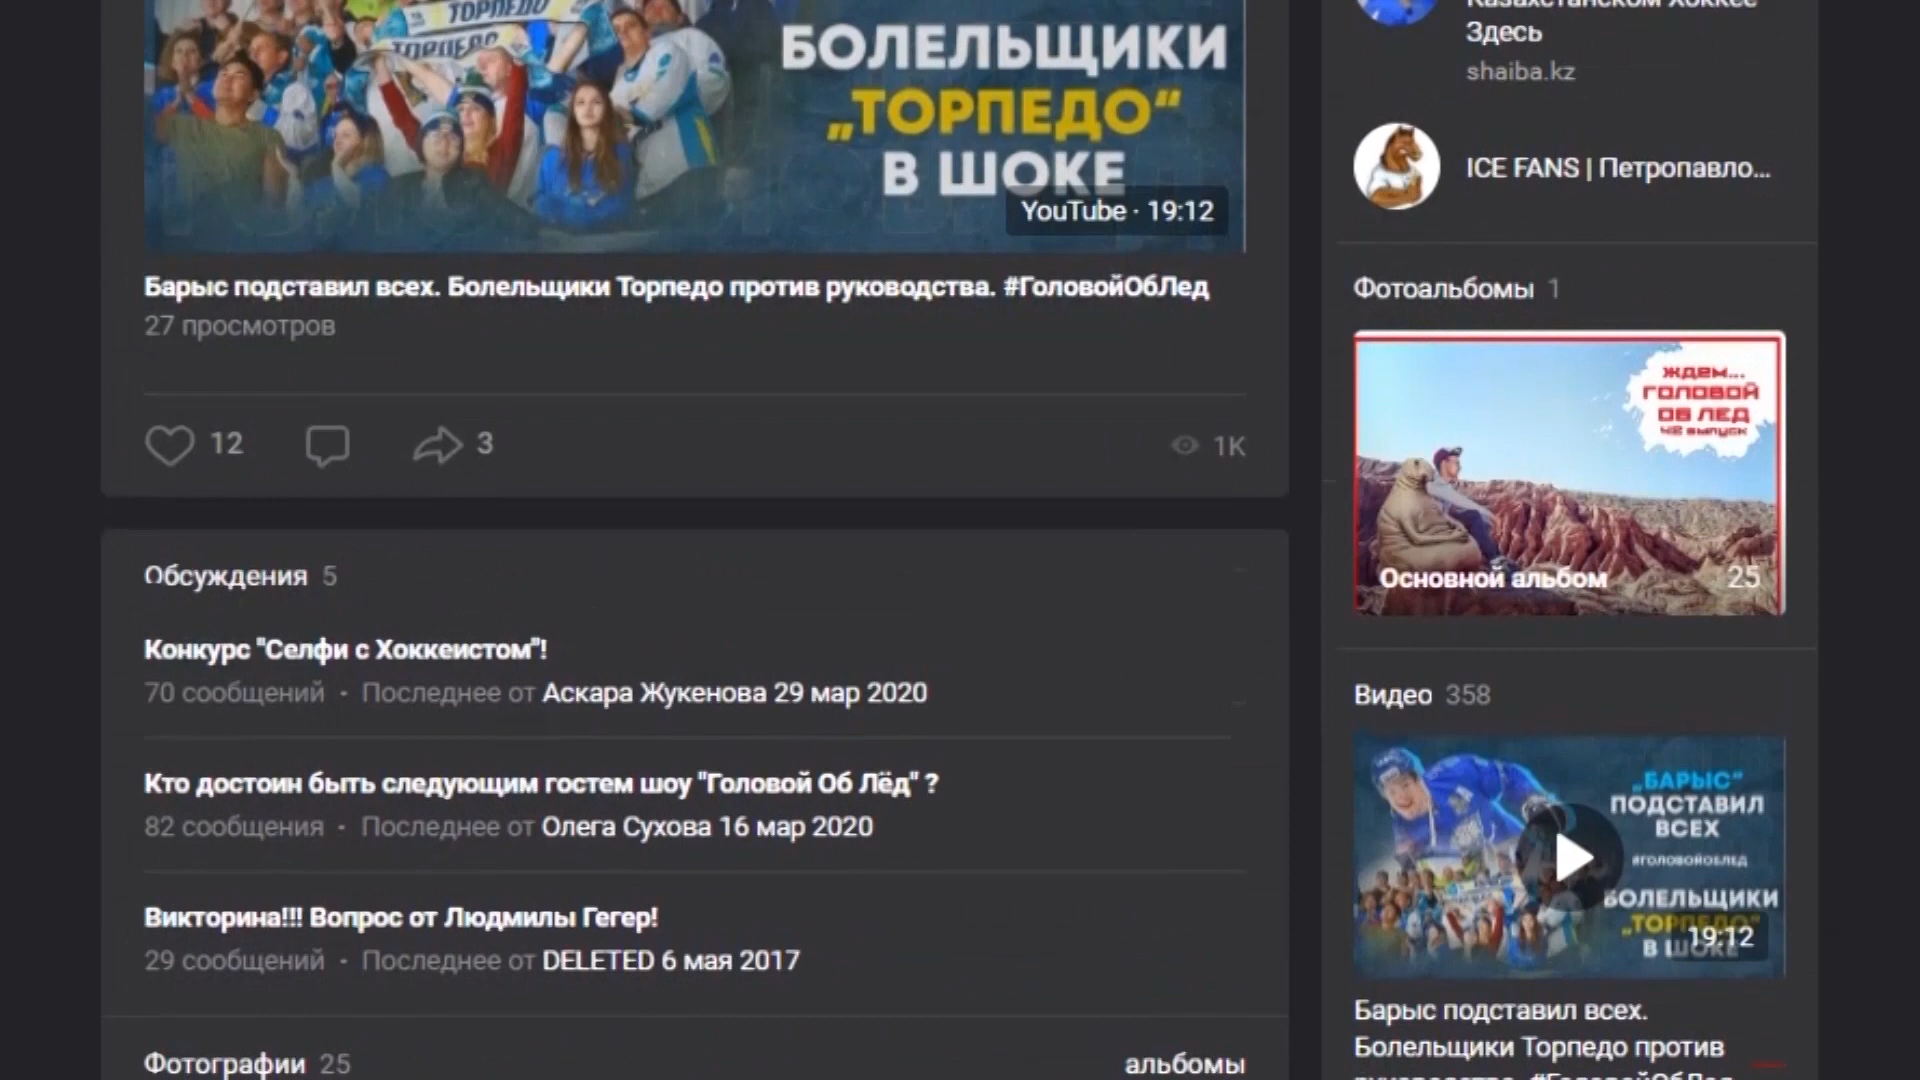 ТОРПЕДО
ТОРПЕДО
БОЛЕЛЬЩИКИ
„ТОРПЕДО“
В ШОКЕ
YouTube · 19:12
Барыс подставил всех. Болельщики Торпедо против руководства. #ГоловойОбЛед
27 просмотров
12
3
1K
Обсуждения 5
Конкурс "Селфи с Хоккеистом"!
70 сообщений · Последнее от Аскара Жукенова 29 мар 2020
Кто достоин быть следующим гостем шоу "Головой Об Лёд" ?
82 сообщения · Последнее от Олега Сухова 16 мар 2020
Викторина!!! Вопрос от Людмилы Гегер!
29 сообщений · Последнее от DELETED 6 мая 2017
Фотографии 25
альбомы
Казахстанском Хоккее
Здесь
shaiba.kz
ICE FANS | Петропавло...
Фотоальбомы 1
ждем...
ГОЛОВОЙ
ОБ ЛЕД
42 выпуск
Основной альбом 25
Видео 358
„БАРЫС“
ПОДСТАВИЛ
ВСЕХ
#ГОЛОВОЙОБЛЕД
БОЛЕЛЬЩИКИ
„ТОРПЕДО“
В ШОКЕ
19:12
Барыс подставил всех.
Болельщики Торпедо против
руководства. #ГоловойОбЛед